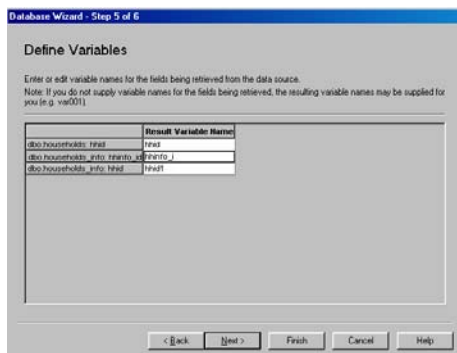 Database Wizard - Step 5 of 6
Define Variables
Enter or edit variable names for the fields being retrieved from the data source.
Note: If you do not supply variable names for the fields being retrieved, the resulting variable names may be supplied for
you (e.g. var001)
Result Variable Name
dbo.households: hhid hhid
dbo.households_info: hhinfo_id hhinfo_i
dbo.households_info: hhid hhid1
< Back Next > Finish Cancel Help